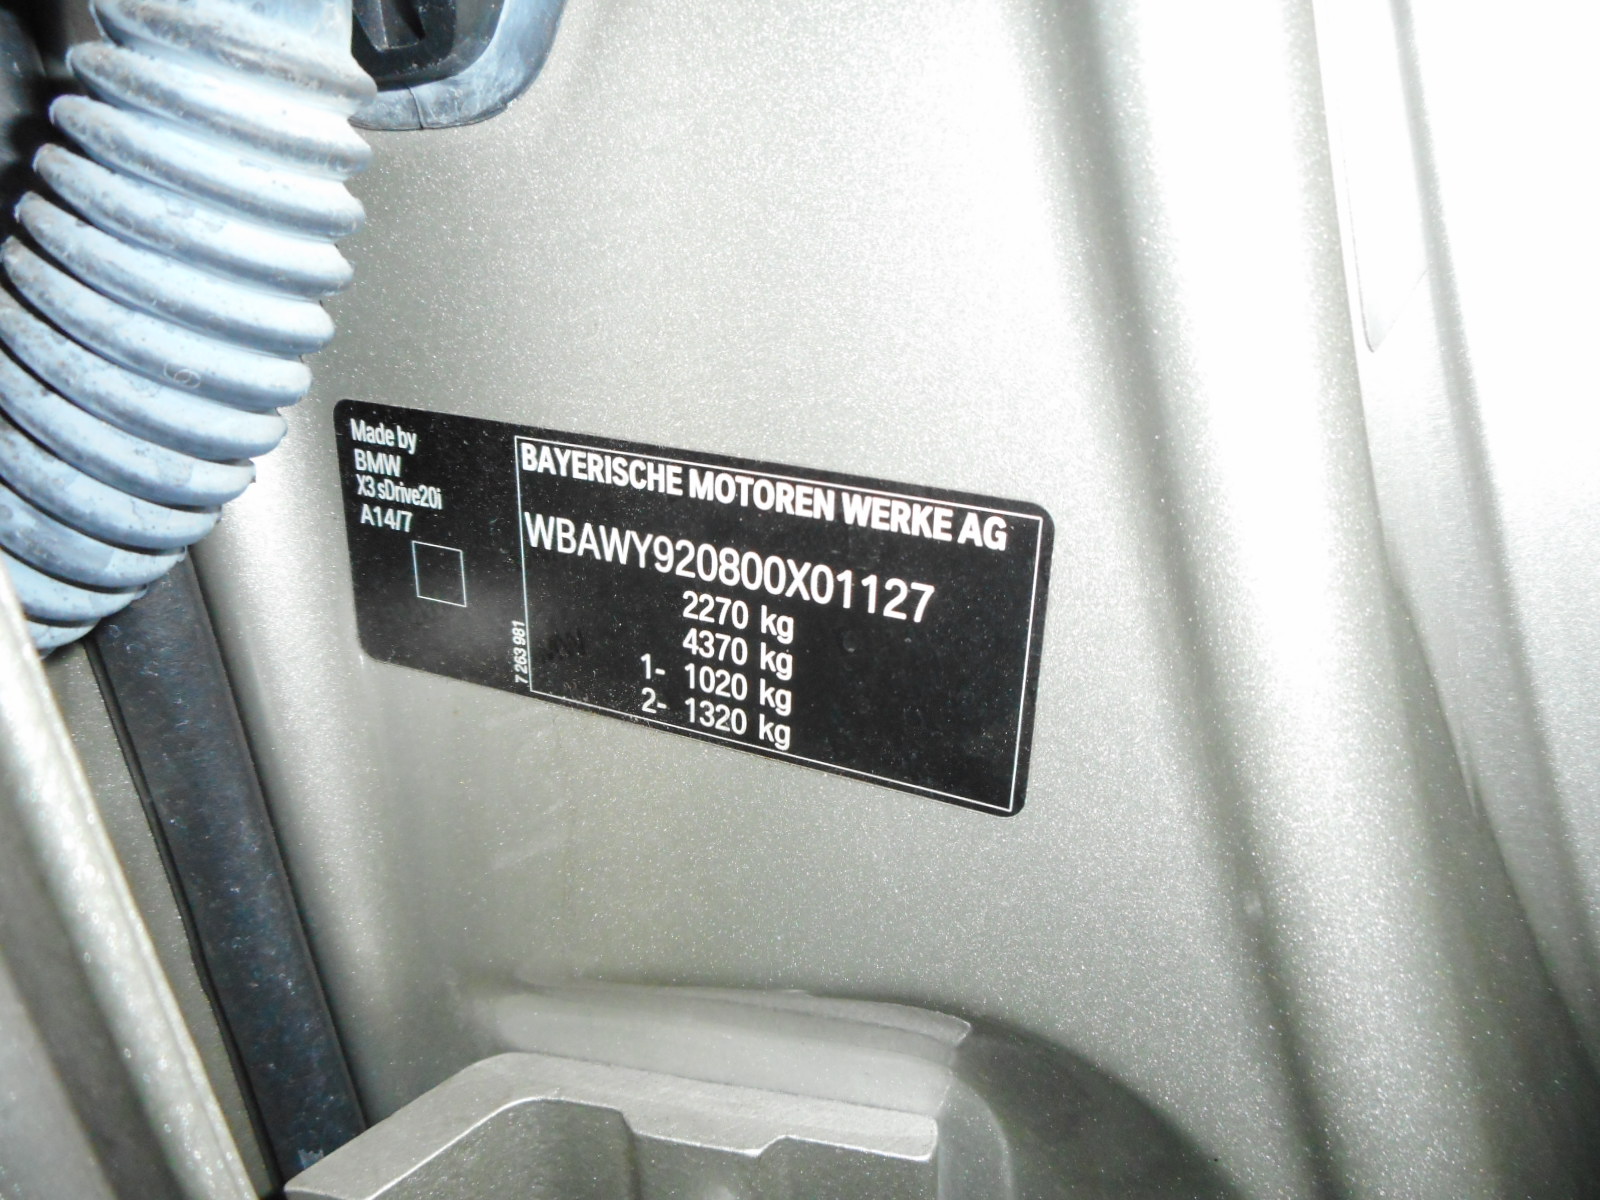 Made by
BMW
X3 sDrive20i
A14/7
BAYERISCHE MOTOREN WERKE AG
WBAWY920800X01127
2270 kg
4370 kg
1- 1020 kg
2- 1320 kg
7 263 981